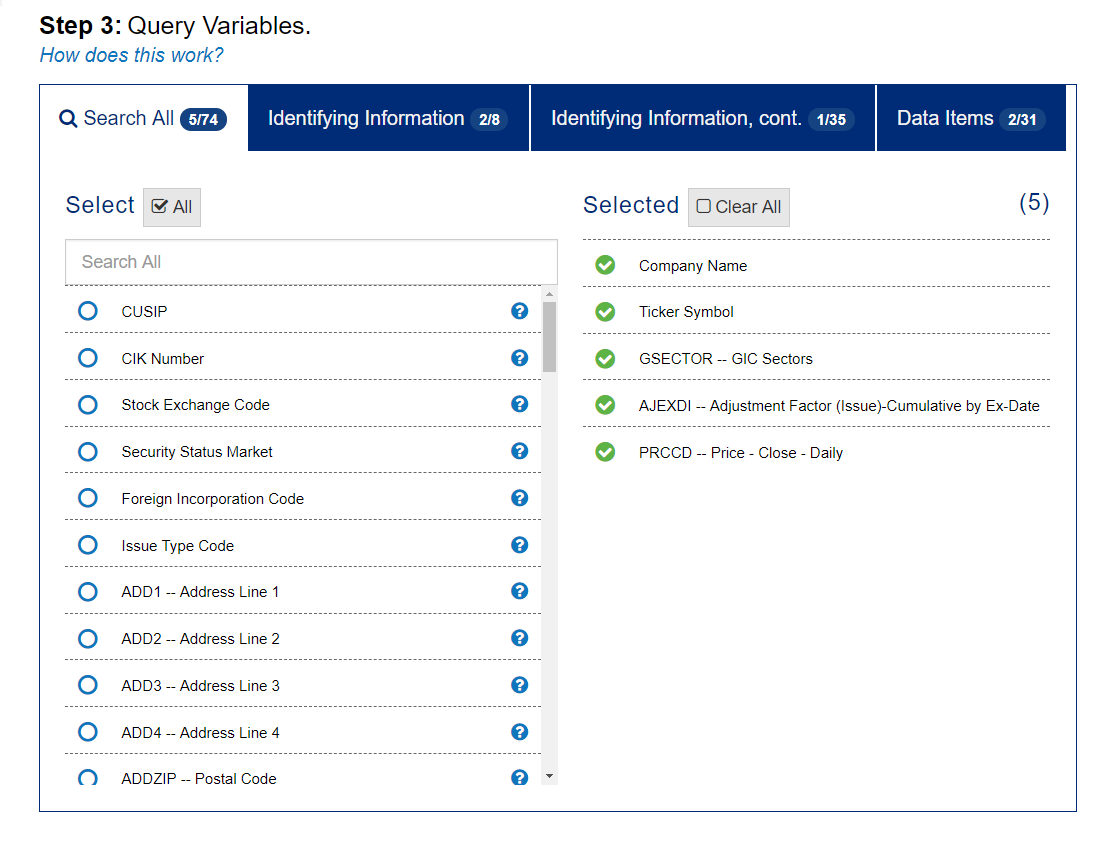 Step 3: Query Variables.
How does this work?
Search All 5/74
Identifying Information 2/8
Identifying Information, cont. 1/35
Data Items 2/31
Select All
Search All
CUSIP
CIK Number
Stock Exchange Code
Security Status Market
Foreign Incorporation Code
Issue Type Code
ADD1 -- Address Line 1
ADD2 -- Address Line 2
ADD3 -- Address Line 3
ADD4 -- Address Line 4
ADDZIP -- Postal Code
Selected Clear All (5)
Company Name
Ticker Symbol
GSECTOR -- GIC Sectors
AJEXDI -- Adjustment Factor (Issue)-Cumulative by Ex-Date
PRCCD -- Price - Close - Daily